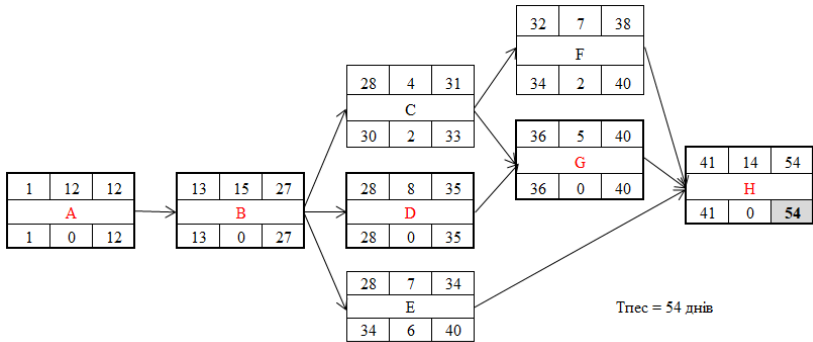 1 12 12
A
1 0 12
13 15 27
B
13 0 27
28 4 31
C
30 2 33
28 8 35
D
28 0 35
28 7 34
E
34 6 40
32 7 38
F
34 2 40
36 5 40
G
36 0 40
41 14 54
H
41 0 54
Тпес = 54 днів